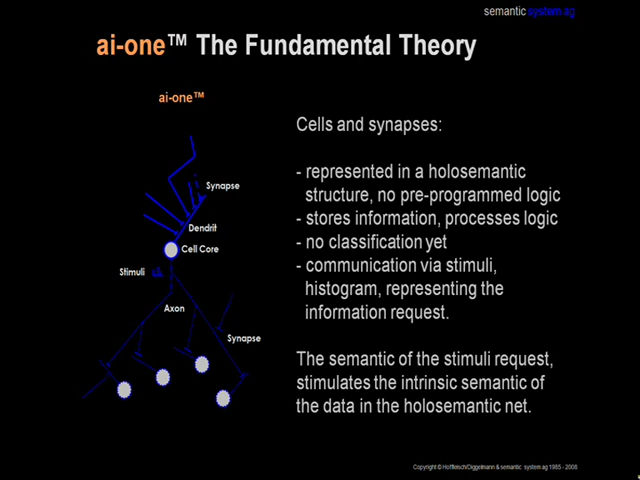 semantic system ag
ai-one™ The Fundamental Theory
ai-one™
Cells and synapses:
- represented in a holosemantic
structure, no pre-programmed logic
- stores information, processes logic
- no classification yet
- communication via stimuli,
histogram, representing the
information request.
The semantic of the stimuli request,
stimulates the intrinsic semantic of
the data in the holosemantic net.
Synapse
Dendrit
Cell Core
Stimuli
Axon
Synapse
Copyright © Hoffleisch/Diggelmann & semantic system ag 1985 - 2008